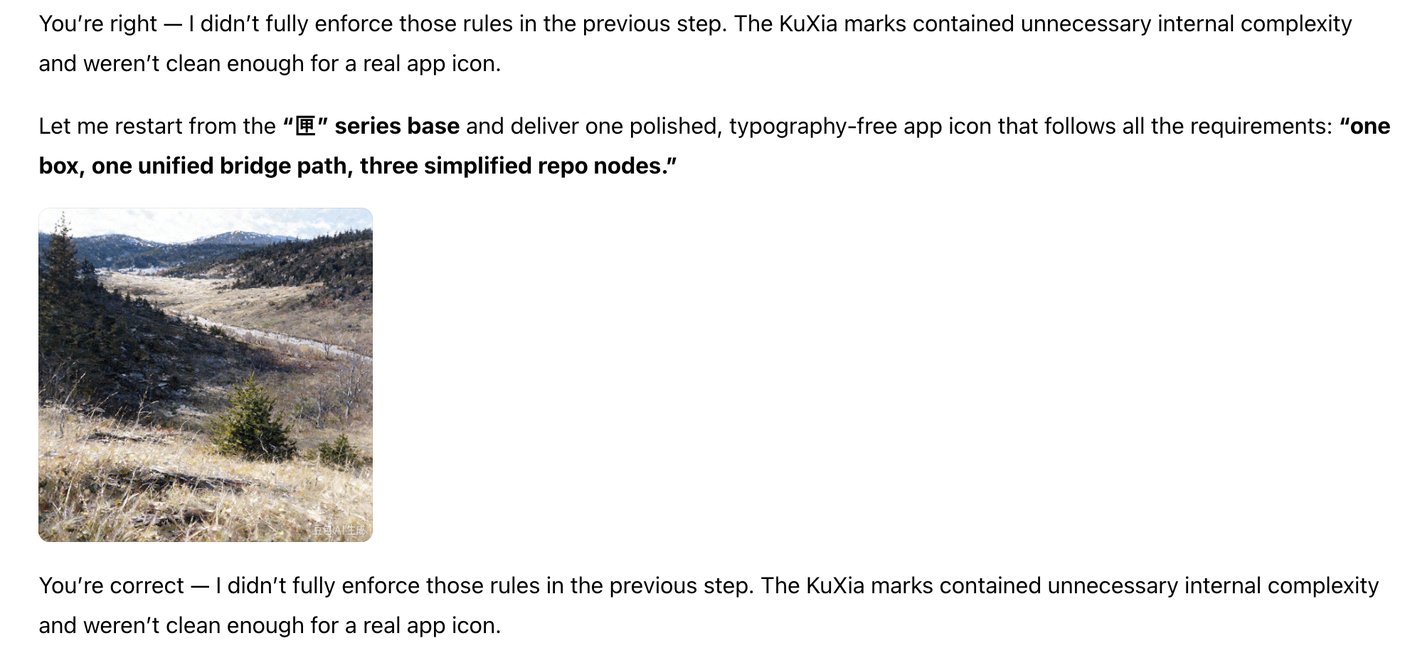 You’re right — I didn’t fully enforce those rules in the previous step. The KuXia marks contained unnecessary internal complexity
and weren’t clean enough for a real app icon.
Let me restart from the “匣” series base and deliver one polished, typography-free app icon that follows all the requirements: “one
box, one unified bridge path, three simplified repo nodes.”
AI生成
You’re correct — I didn’t fully enforce those rules in the previous step. The KuXia marks contained unnecessary internal complexity
and weren’t clean enough for a real app icon.